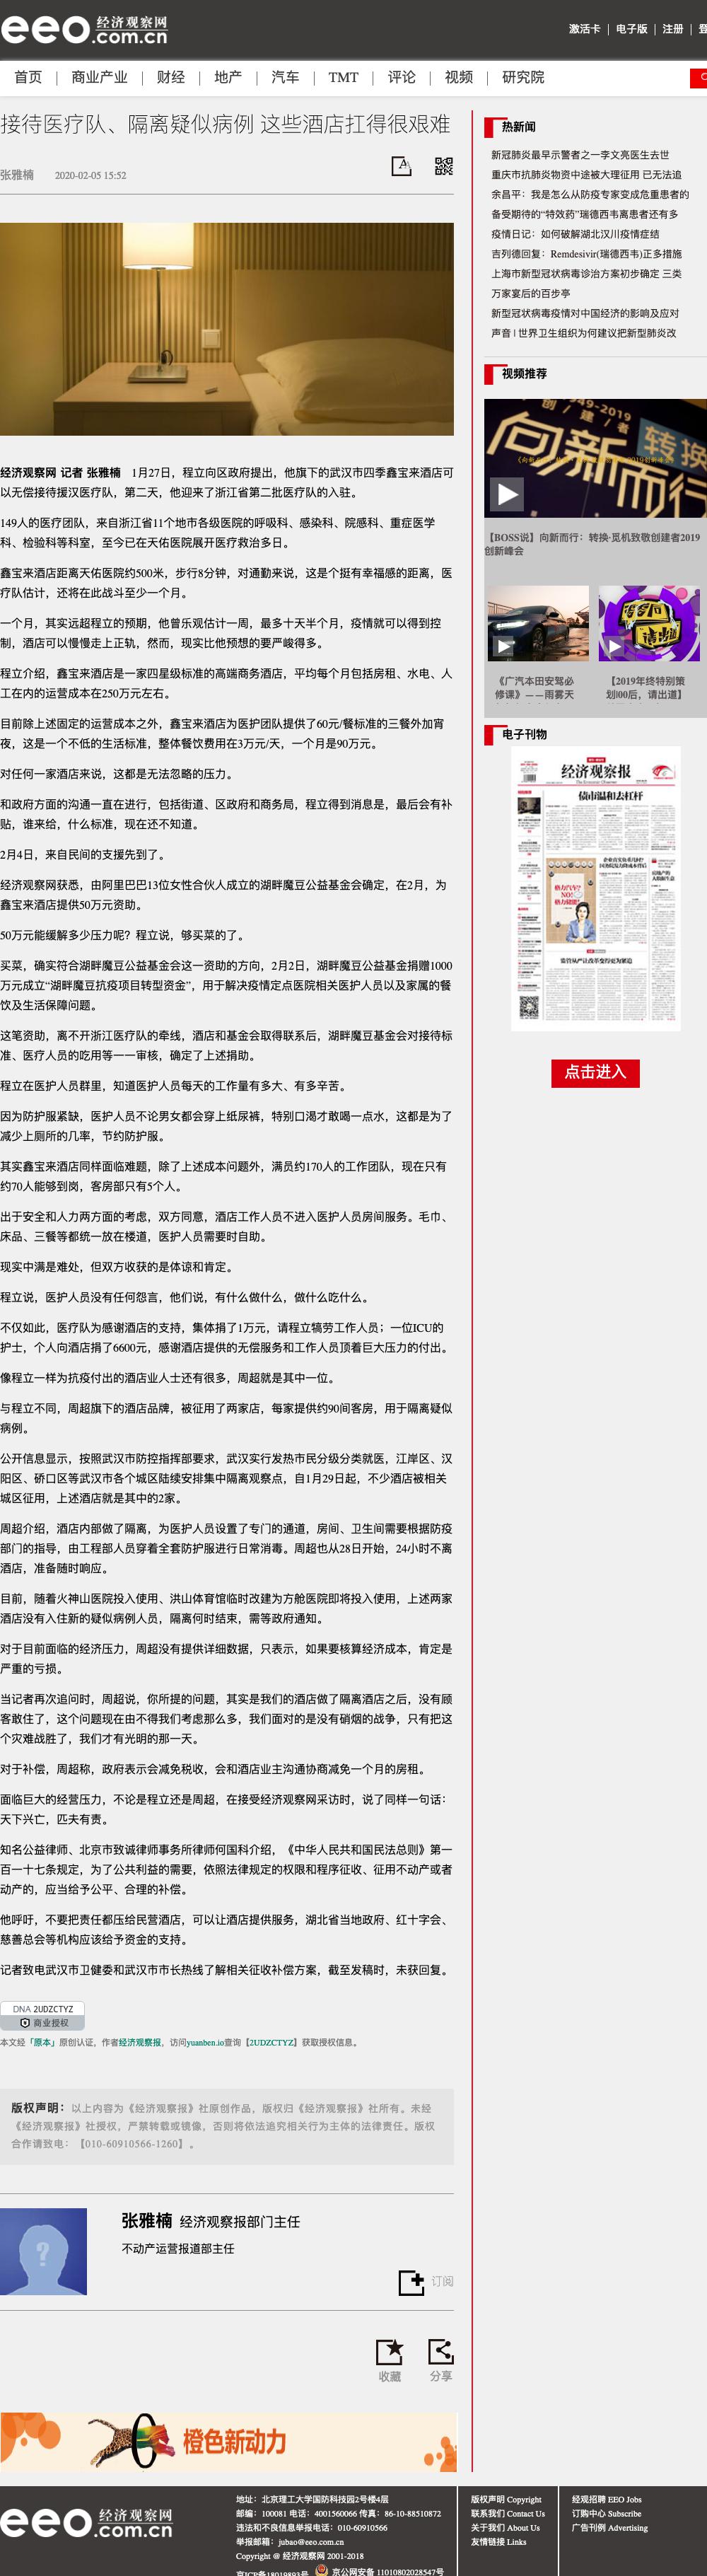 eeo 经济观察网
.com.cn
激活卡 | 电子版 | 注册 |
首页 | 商业产业 | 财经 | 地产 | 汽车 | TMT | 评论 | 视频 | 研究院
接待医疗队、隔离疑似病例 这些酒店扛得很艰难
张雅楠 2020-02-05 15:52
经济观察网 记者 张雅楠 1月27日，程立向区政府提出，他旗下的武汉市四季鑫宝来酒店可
以无偿接待援汉医疗队，第二天，他迎来了浙江省第二批医疗队的入驻。
149人的医疗团队，来自浙江省11个地市各级医院的呼吸科、感染科、院感科、重症医学
科、检验科等科室，至今已在天佑医院展开医疗救治多日。
鑫宝来酒店距离天佑医院约500米，步行8分钟，对通勤来说，这是个挺有幸福感的距离，医
疗队估计，还将在此战斗至少一个月。
一个月，其实远超程立的预期，他曾乐观估计一周，最多十天半个月，疫情就可以得到控
制，酒店可以慢慢走上正轨，然而，现实比他预想的要严峻得多。
程立介绍，鑫宝来酒店是一家四星级标准的高端商务酒店，平均每个月包括房租、水电、人
工在内的运营成本在250万元左右。
目前除上述固定的运营成本之外，鑫宝来酒店为医护团队提供了60元/餐标准的三餐外加宵
夜，这是一个不低的生活标准，整体餐饮费用在3万元/天，一个月是90万元。
对任何一家酒店来说，这都是无法忽略的压力。
和政府方面的沟通一直在进行，包括街道、区政府和商务局，程立得到消息是，最后会有补
贴，谁来给，什么标准，现在还不知道。
2月4日，来自民间的支援先到了。
经济观察网获悉，由阿里巴巴13位女性合伙人成立的湖畔魔豆公益基金会确定，在2月，为
鑫宝来酒店提供50万元资助。
50万元能缓解多少压力呢？程立说，够买菜的了。
买菜，确实符合湖畔魔豆公益基金会这一资助的方向，2月2日，湖畔魔豆公益基金捐赠1000
万元成立“湖畔魔豆抗疫项目转型资金”，用于解决疫情定点医院相关医护人员以及家属的餐
饮及生活保障问题。
这笔资助，离不开浙江医疗队的牵线，酒店和基金会取得联系后，湖畔魔豆基金会对接待标
准、医疗人员的吃用等一一审核，确定了上述捐助。
程立在医护人员群里，知道医护人员每天的工作量有多大、有多辛苦。
因为防护服紧缺，医护人员不论男女都会穿上纸尿裤，特别口渴才敢喝一点水，这都是为了
减少上厕所的几率，节约防护服。
其实鑫宝来酒店同样面临难题，除了上述成本问题外，满员约170人的工作团队，现在只有
约70人能够到岗，客房部只有5个人。
出于安全和人力两方面的考虑，双方同意，酒店工作人员不进入医护人员房间服务。毛巾、
床品、三餐等都统一放在楼道，医护人员需要时自助。
现实中满是难处，但双方收获的是体谅和肯定。
程立说，医护人员没有任何怨言，他们说，有什么做什么，做什么吃什么。
不仅如此，医疗队为感谢酒店的支持，集体捐了1万元，请程立犒劳工作人员；一位ICU的
护士，个人向酒店捐了6600元，感谢酒店提供的无偿服务和工作人员顶着巨大压力的付出。
像程立一样为抗疫付出的酒店业人士还有很多，周超就是其中一位。
与程立不同，周超旗下的酒店品牌，被征用了两家店，每家提供约90间客房，用于隔离疑似
病例。
公开信息显示，按照武汉市防控指挥部要求，武汉实行发热市民分级分类就医，江岸区、汉
阳区、硚口区等武汉市各个城区陆续安排集中隔离观察点，自1月29日起，不少酒店被相关
城区征用，上述酒店就是其中的2家。
周超介绍，酒店内部做了隔离，为医护人员设置了专门的通道，房间、卫生间需要根据防疫
部门的指导，由工程部人员穿着全套防护服进行日常消毒。周超也从28日开始，24小时不离
酒店，准备随时响应。
目前，随着火神山医院投入使用、洪山体育馆临时改建为方舱医院即将投入使用，上述两家
酒店没有入住新的疑似病例人员，隔离何时结束，需等政府通知。
对于目前面临的经济压力，周超没有提供详细数据，只表示，如果要核算经济成本，肯定是
严重的亏损。
当记者再次追问时，周超说，你所提的问题，其实是我们的酒店做了隔离酒店之后，没有顾
客敢住了，这个问题现在由不得我们考虑那么多，我们面对的是没有硝烟的战争，只有把这
个灾难战胜了，我们才有光明的那一天。
对于补偿，周超称，政府表示会减免税收，会和酒店业主沟通协商减免一个月的房租。
面临巨大的经营压力，不论是程立还是周超，在接受经济观察网采访时，说了同样一句话：
天下兴亡，匹夫有责。
知名公益律师、北京市致诚律师事务所律师何国科介绍，《中华人民共和国民法总则》第一
百一十七条规定，为了公共利益的需要，依照法律规定的权限和程序征收、征用不动产或者
动产的，应当给予公平、合理的补偿。
他呼吁，不要把责任都压给民营酒店，可以让酒店提供服务，湖北省当地政府、红十字会、
慈善总会等机构应该给予资金的支持。
记者致电武汉市卫健委和武汉市市长热线了解相关征收补偿方案，截至发稿时，未获回复。
DNA 2UDZCTYZ
商业授权
本文经「原本」原创认证，作者经济观察报，访问yuanben.io查询【2UDZCTYZ】获取授权信息。
版权声明：以上内容为《经济观察报》社原创作品，版权归《经济观察报》社所有。未经
《经济观察报》社授权，严禁转载或镜像，否则将依法追究相关行为主体的法律责任。版权
合作请致电：【010-60910566-1260】。
张雅楠 经济观察报部门主任
不动产运营报道部主任
订阅
收藏 分享
橙色新动力
热新闻
新冠肺炎最早示警者之一李文亮医生去世
重庆市抗肺炎物资中途被大理征用 已无法追
余昌平：我是怎么从防疫专家变成危重患者的
备受期待的“特效药”瑞德西韦离患者还有多
疫情日记：如何破解湖北汉川疫情症结
吉列德回复：Remdesivir(瑞德西韦)正多措施
上海市新型冠状病毒诊治方案初步确定 三类
万家宴后的百步亭
新型冠状病毒疫情对中国经济的影响及应对
声音 | 世界卫生组织为何建议把新型肺炎改
视频推荐
【BOSS说】向新而行：转换·觅机致敬创建者2019
创新峰会
《广汽本田安驾必
修课》——雨雾天
【2019年终特别策
划|00后，请出道】
电子刊物
经济观察报
债市温和去杠杆
点击进入
eeo 经济观察网
.com.cn
地址：北京理工大学国防科技园2号楼4层
邮编：100081 电话：4001560066 传真：86-10-88510872
违法和不良信息举报电话：010-60910566
举报邮箱：jubao@eeo.com.cn
Copyright @ 经济观察网 2001-2018
京ICP备18019893号 京公网安备 11010802028547号
版权声明 Copyright
联系我们 Contact Us
关于我们 About Us
友情链接 Links
经观招聘 EEO Jobs
订购中心 Subscribe
广告刊例 Advertising